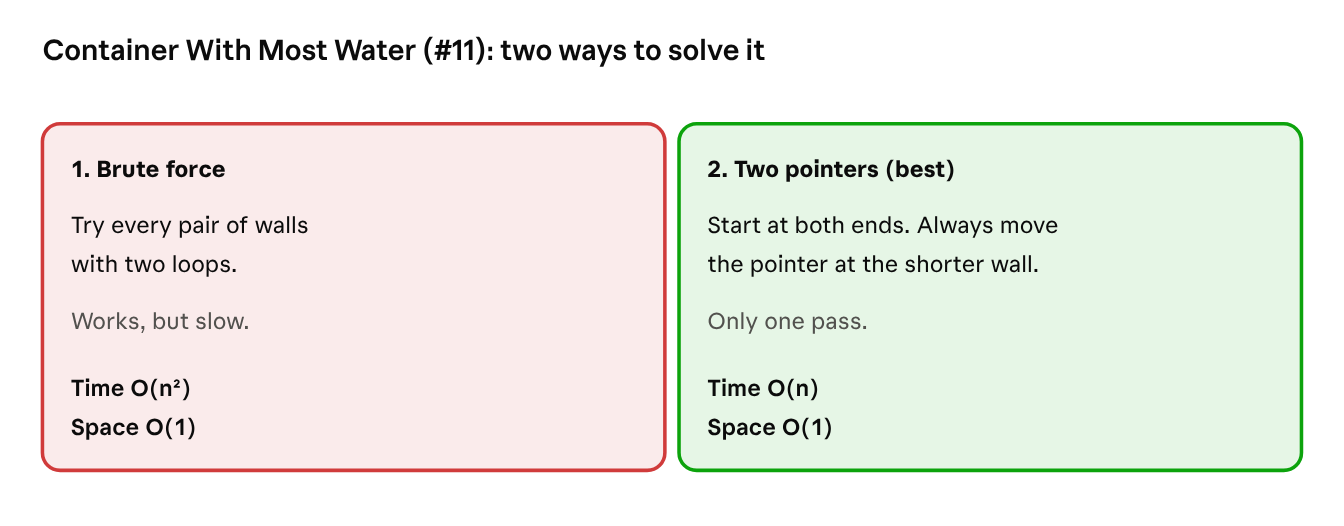 Container With Most Water (#11): two ways to solve it
1. Brute force
Try every pair of walls
with two loops.
Works, but slow.
Time O(n²)
Space O(1)
2. Two pointers (best)
Start at both ends. Always move
the pointer at the shorter wall.
Only one pass.
Time O(n)
Space O(1)